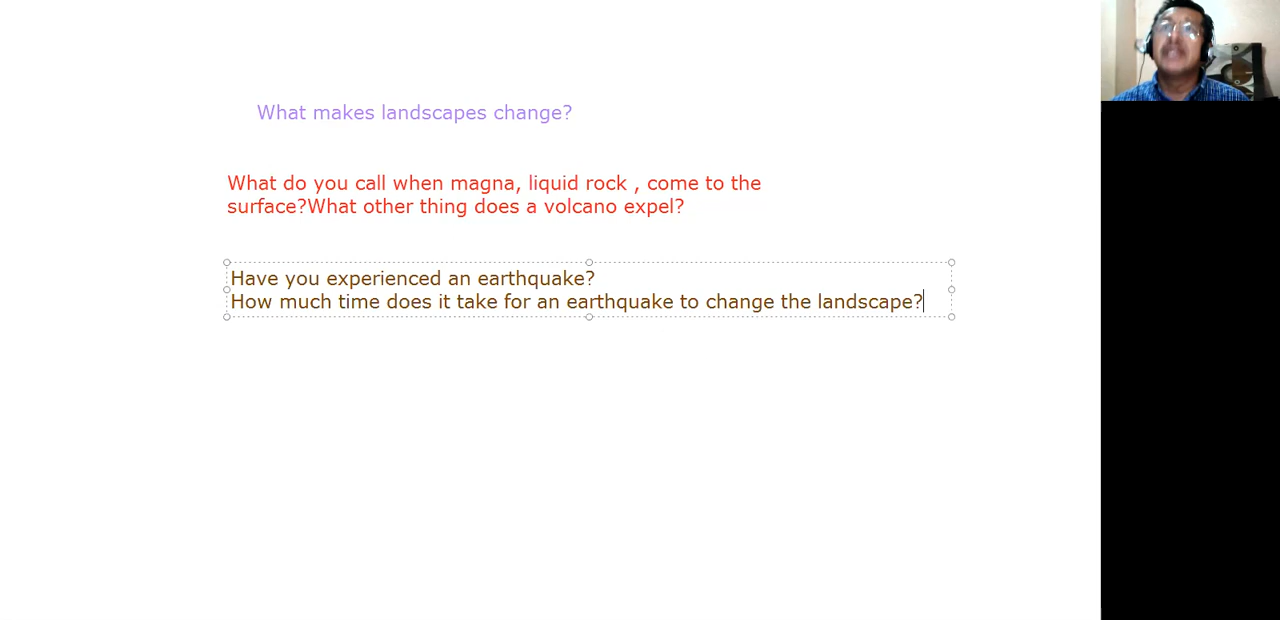 What makes landscapes change?
What do you call when magna, liquid rock , come to the
surface?What other thing does a volcano expel?
Have you experienced an earthquake?
How much time does it take for an earthquake to change the landscape?